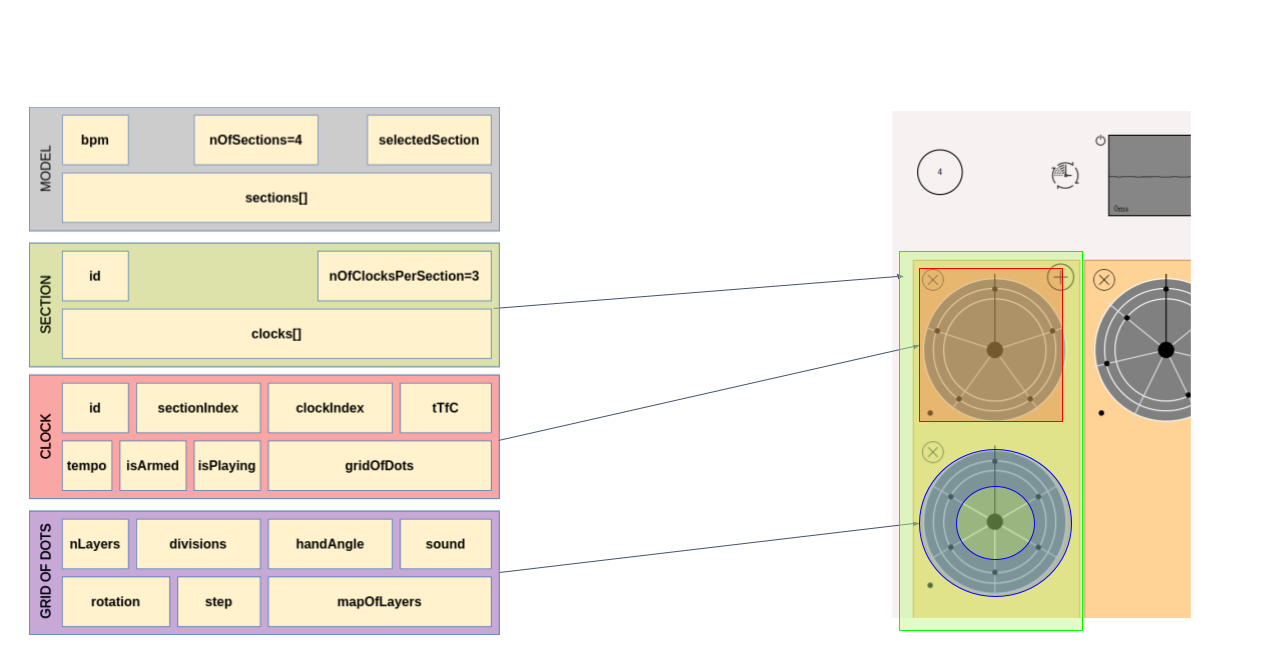 MODEL
bpm
nOfSections=4
selectedSection
sections[]
SECTION
id
nOfClocksPerSection=3
clocks[]
CLOCK
id
sectionIndex
clockIndex
tTfC
tempo
isArmed
isPlaying
gridOfDots
GRID OF DOTS
nLayers
divisions
handAngle
sound
rotation
step
mapOfLayers
4
0ms